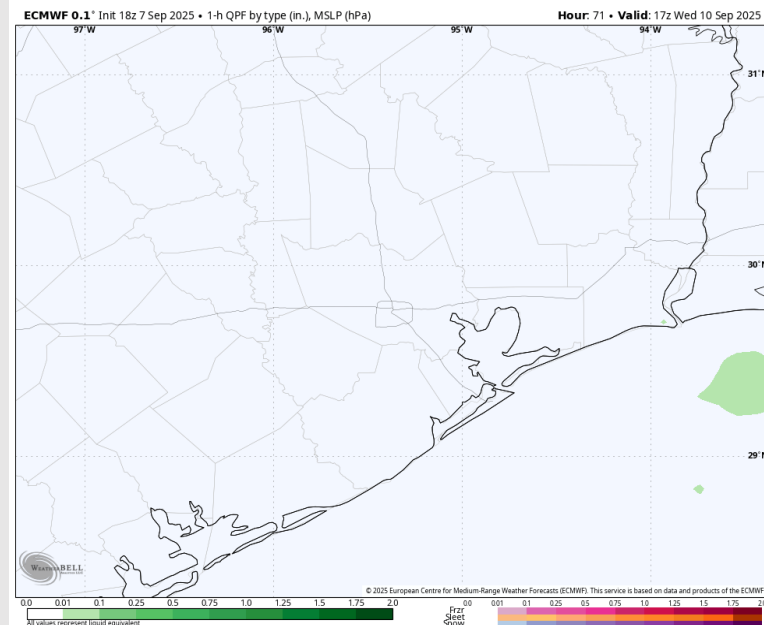 ECMWF 0.1° Init 18z 7 Sep 2025 • 1-h QPF by type (in.), MSLP (hPa)
Hour: 71 • Valid: 17z Wed 10 Sep 2025
97°W 96°W 95°W 94°W
31°N
30°N
29°N
WEATHERBELL
© 2025 European Centre for Medium-Range Weather Forecasts (ECMWF). This service is based on data and products of the ECMWF
0.0 0.01 0.1 0.25 0.5 0.75 1.0 1.25 1.5 1.75 2.0
0.0 0.01 0.1 0.25 0.5 0.75 1.0 1.25 1.5 1.75 2.0
All values represent liquid equivalent
Frzr
Sleet
Snow